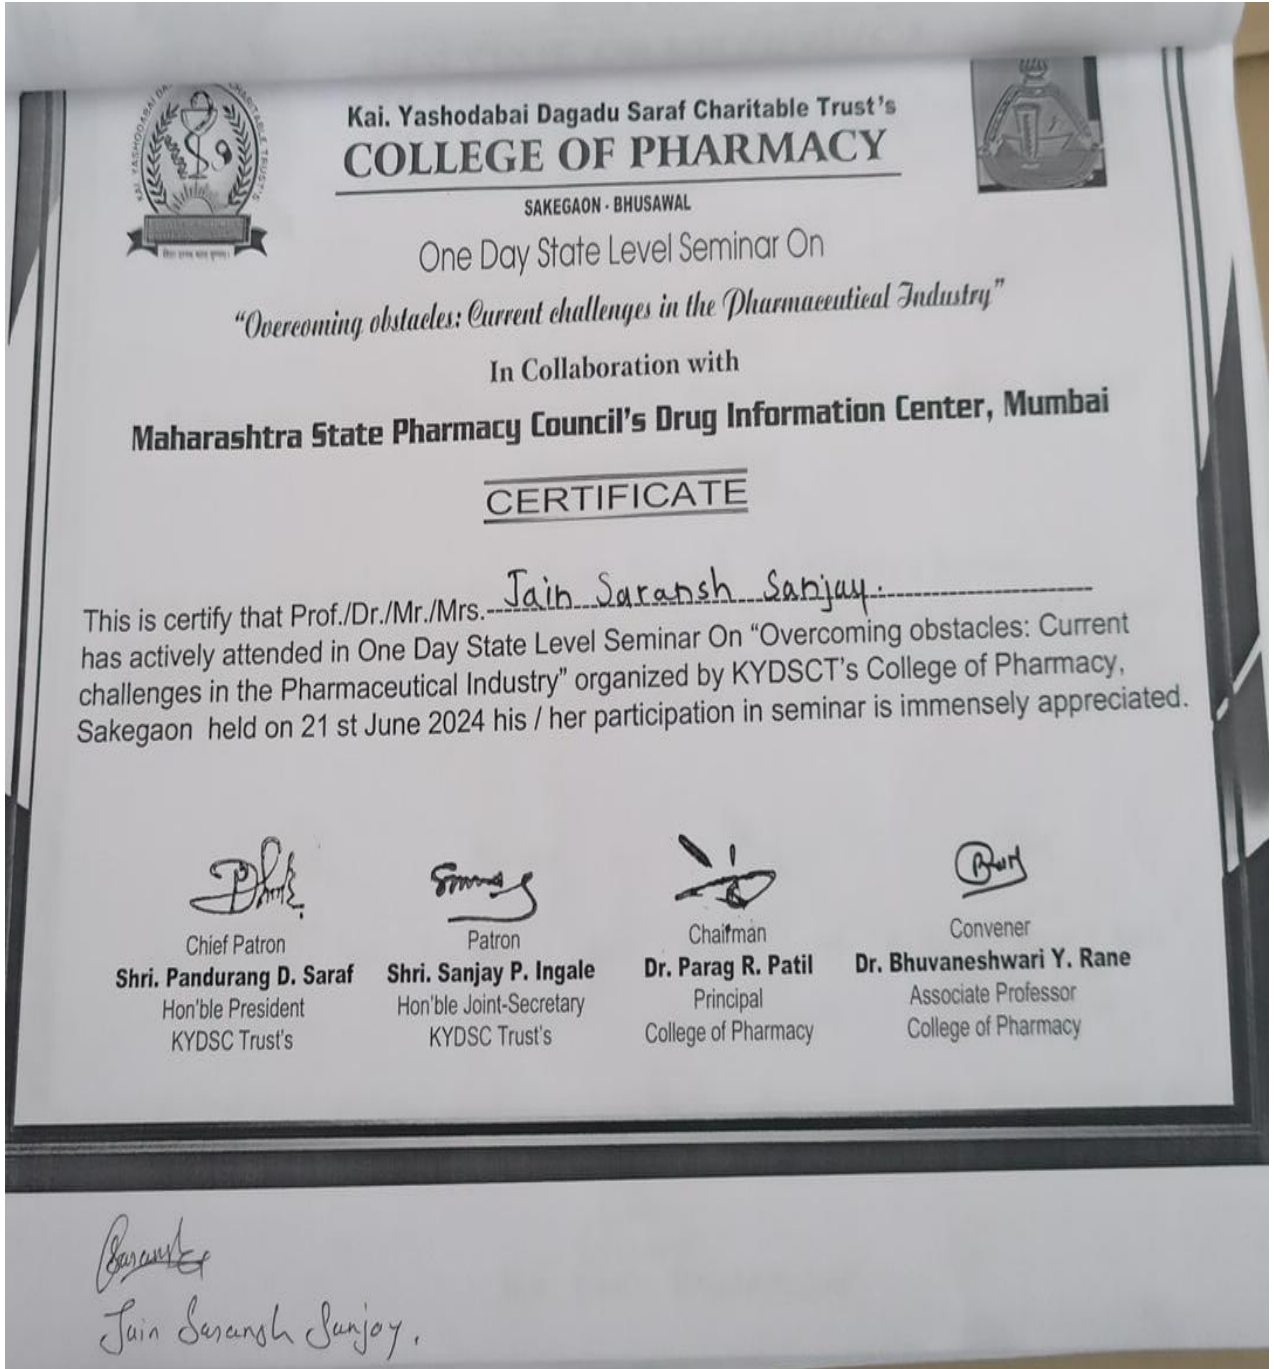 KAI. YASHODABAI DA CHARITABLE TRUST'S
Kai. Yashodabai Dagadu Saraf Charitable Trust's
COLLEGE OF PHARMACY
SAKEGAON - BHUSAWAL
One Day State Level Seminar On
“Overcoming obstacles: Current challenges in the Pharmaceutical Industry”
In Collaboration with
Maharashtra State Pharmacy Council's Drug Information Center, Mumbai
CERTIFICATE
This is certify that Prof./Dr./Mr./Mrs. Jain Saransh Sanjay.
has actively attended in One Day State Level Seminar On “Overcoming obstacles: Current
challenges in the Pharmaceutical Industry” organized by KYDSCT's College of Pharmacy,
Sakegaon held on 21 st June 2024 his / her participation in seminar is immensely appreciated.
Chief Patron
Shri. Pandurang D. Saraf
Hon'ble President
KYDSC Trust's
Patron
Shri. Sanjay P. Ingale
Hon'ble Joint-Secretary
KYDSC Trust's
Chairman
Dr. Parag R. Patil
Principal
College of Pharmacy
Convener
Dr. Bhuvaneshwari Y. Rane
Associate Professor
College of Pharmacy
Jain Saransh Sanjay.